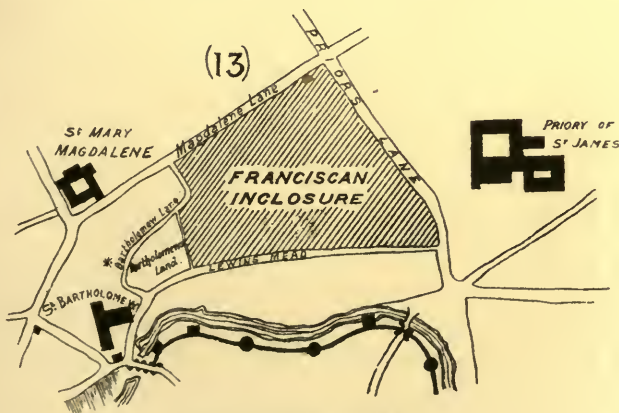 (13)
PRIORS LANE
Magdalene Lane
St MARY
MAGDALENE
PRIORY OF
St JAMES
FRANCISCAN
INCLOSURE
Bartholomew Lane
Bartholomews
Land.
LEWINS MEAD
St BARTHOLOMEW